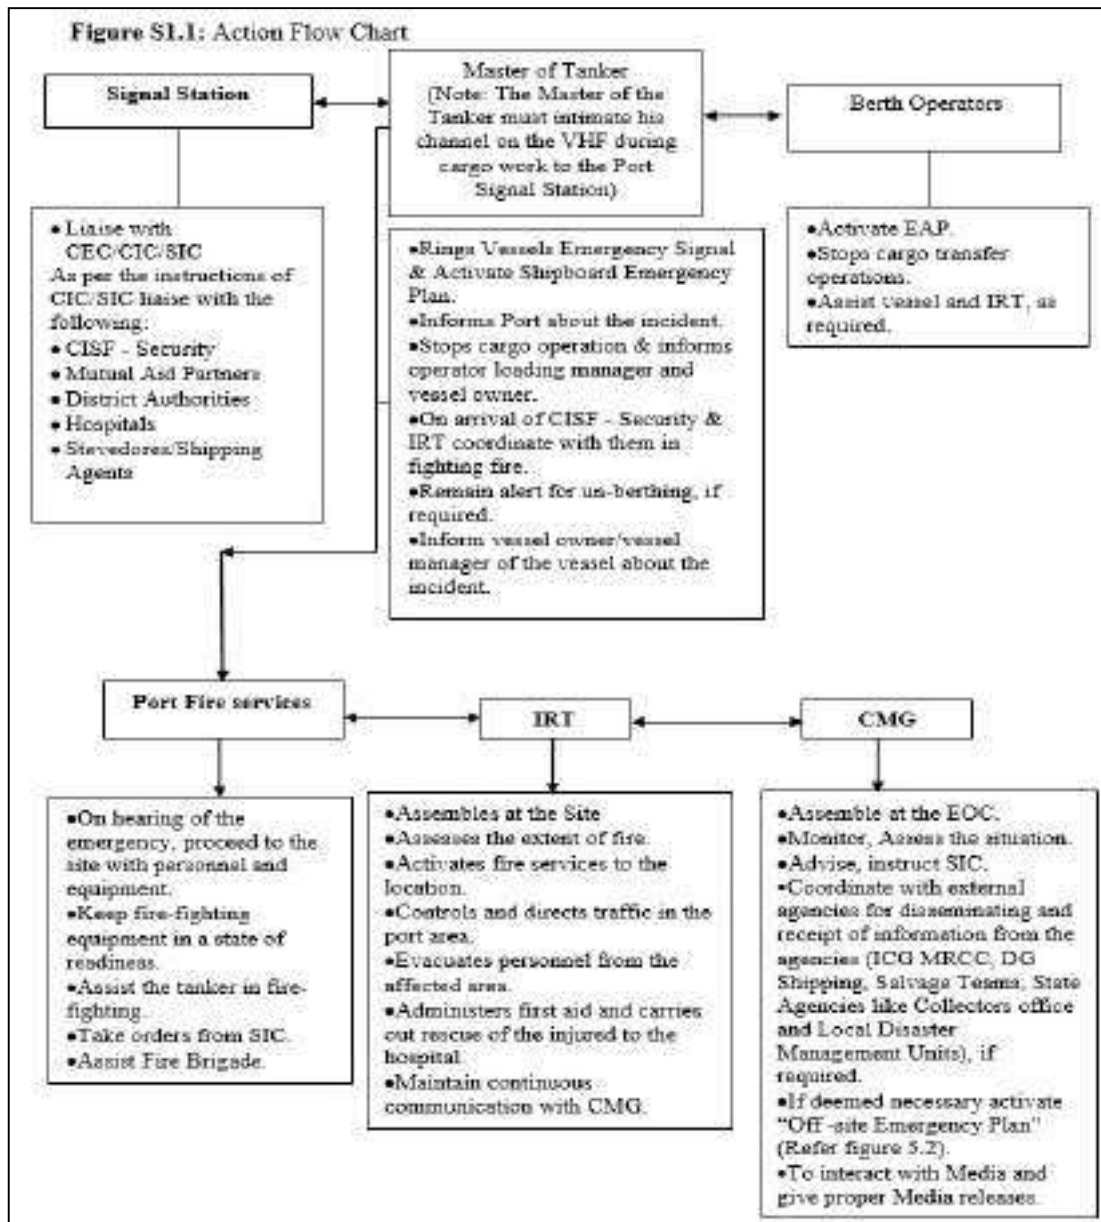 Figure S1.1: Action Flow Chart
Signal Station
Master of Tanker
(Note: The Master of the
Tanker must intimate his
channel on the VHF during
cargo work to the Port
Signal Station)
Berth Operators
● Liaise with
CEC/CIC/SIC
As per the instructions of
CIC/SIC liaise with the
following:
● CISF - Security
● Mutual Aid Partners
● District Authorities
● Hospitals
● Stevedores/Shipping
Agents
●Rings Vessels Emergency Signal
& Activate Shipboard Emergency
Plan.
●Informs Port about the incident.
●Stops cargo operation & informs
operator loading manager and
vessel owner.
●On arrival of CISF - Security &
IRT coordinate with them in
fighting fire.
●Remain alert for un-berthing, if
required.
●Inform vessel owner/vessel
manager of the vessel about the
incident.
●Activate EAP.
●Stops cargo transfer
operations.
●Assist vessel and IRT, as
required.
Port Fire services
IRT
CMG
●On hearing of the
emergency, proceed to the
site with personnel and
equipment.
●Keep fire-fighting
equipment in a state of
readiness.
●Assist the tanker in fire-
fighting.
●Take orders from SIC.
●Assist Fire Brigade.
●Assembles at the Site
●Assesses the extent of fire.
●Activates fire services to the
location.
●Controls and directs traffic in the
port area.
●Evacuates personnel from the
affected area.
●Administers first aid and carries
out rescue of the injured to the
hospital.
●Maintain continuous
communication with CMG.
●Assemble at the EOC.
●Monitor, Assess the situation.
●Advise, instruct SIC.
●Coordinate with external
agencies for disseminating and
receipt of information from the
agencies (ICG MRCC, DG
Shipping, Salvage Teams, State
Agencies like Collectors office
and Local Disaster
Management Units), if
required.
●If deemed necessary activate
“Off -site Emergency Plan”
(Refer figure 5.2).
●To interact with Media and
give proper Media releases.